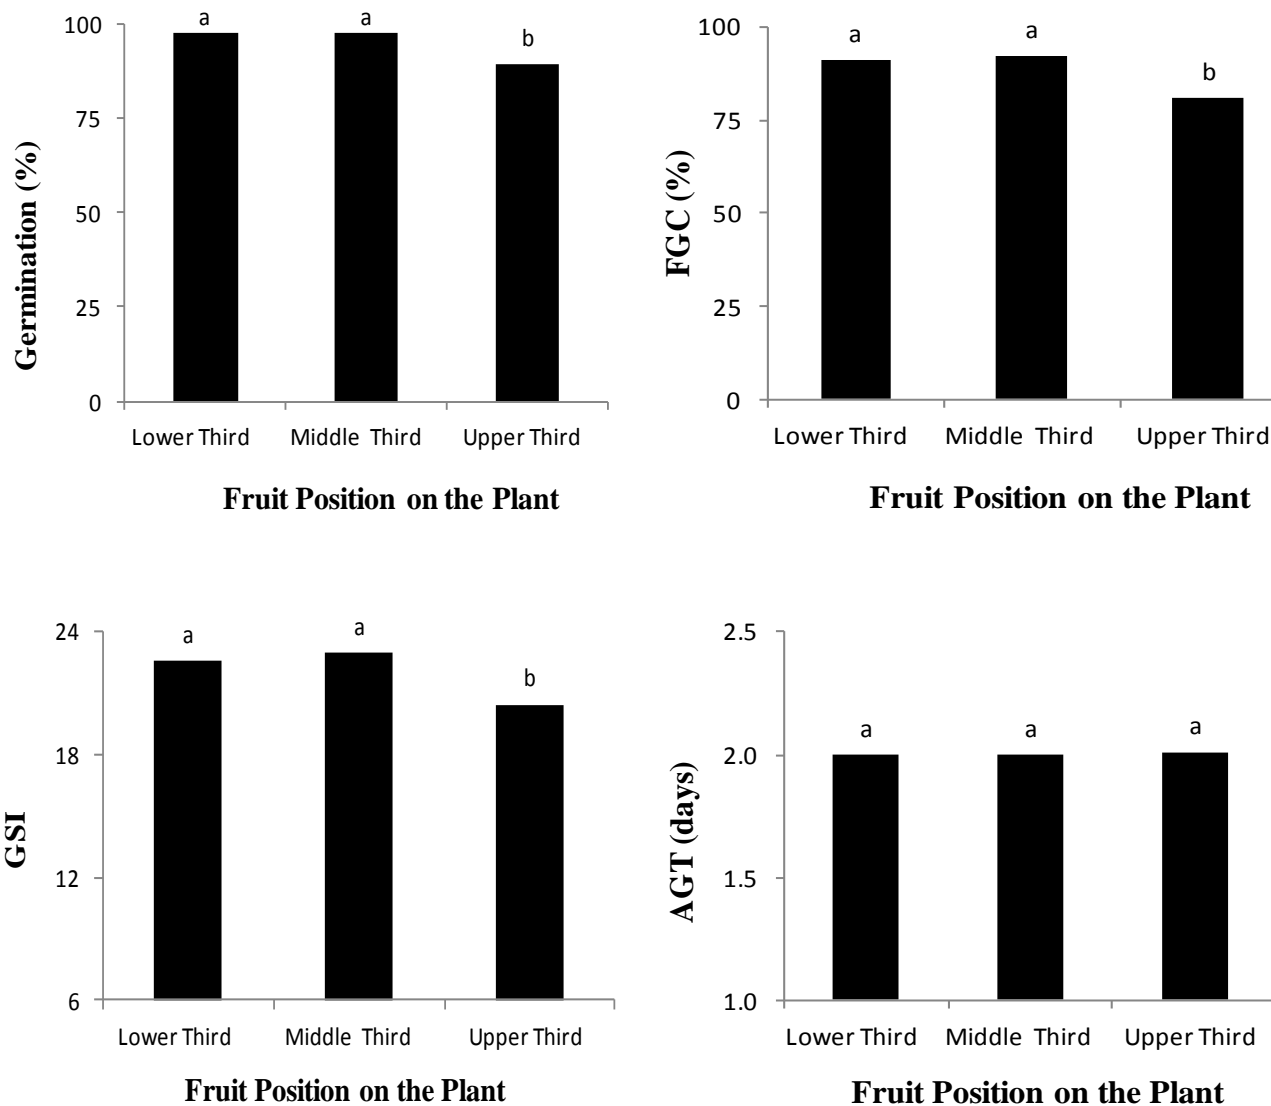 Germination (%)
100
75
50
25
0
a
a
b
Lower Third
Middle Third
Upper Third
Fruit Position on the Plant
FGC (%)
100
75
50
25
0
a
a
b
Lower Third
Middle Third
Upper Third
Fruit Position on the Plant
GSI
24
18
12
6
a
a
b
Lower Third
Middle Third
Upper Third
Fruit Position on the Plant
AGT (days)
2.5
2.0
1.5
1.0
a
a
a
Lower Third
Middle Third
Upper Third
Fruit Position on the Plant